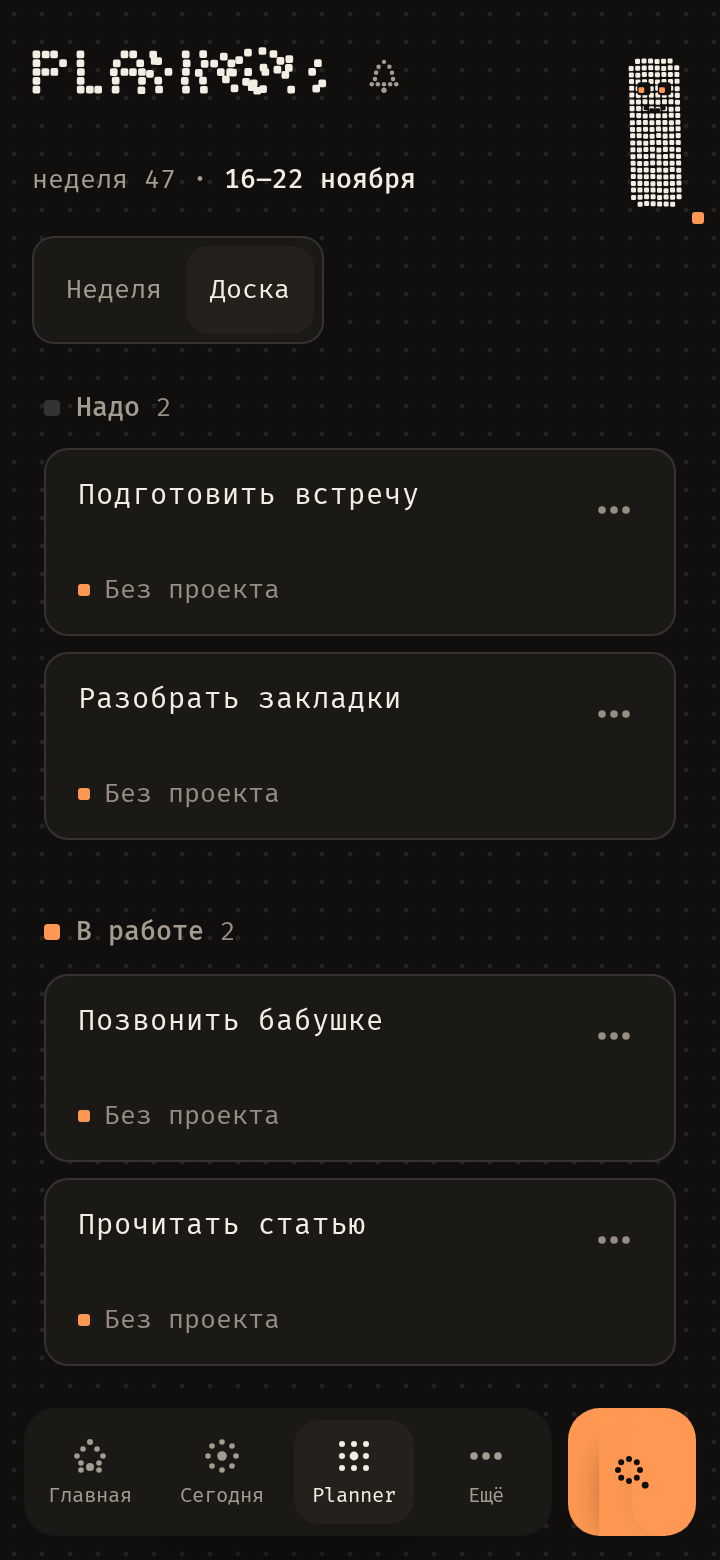 неделя 47 · 16–22 ноября
Неделя
Доска
Надо 2
Подготовить встречу
Без проекта
Разобрать закладки
Без проекта
В работе 2
Позвонить бабушке
Без проекта
Прочитать статью
Без проекта
Главная
Сегодня
Planner
Ещё